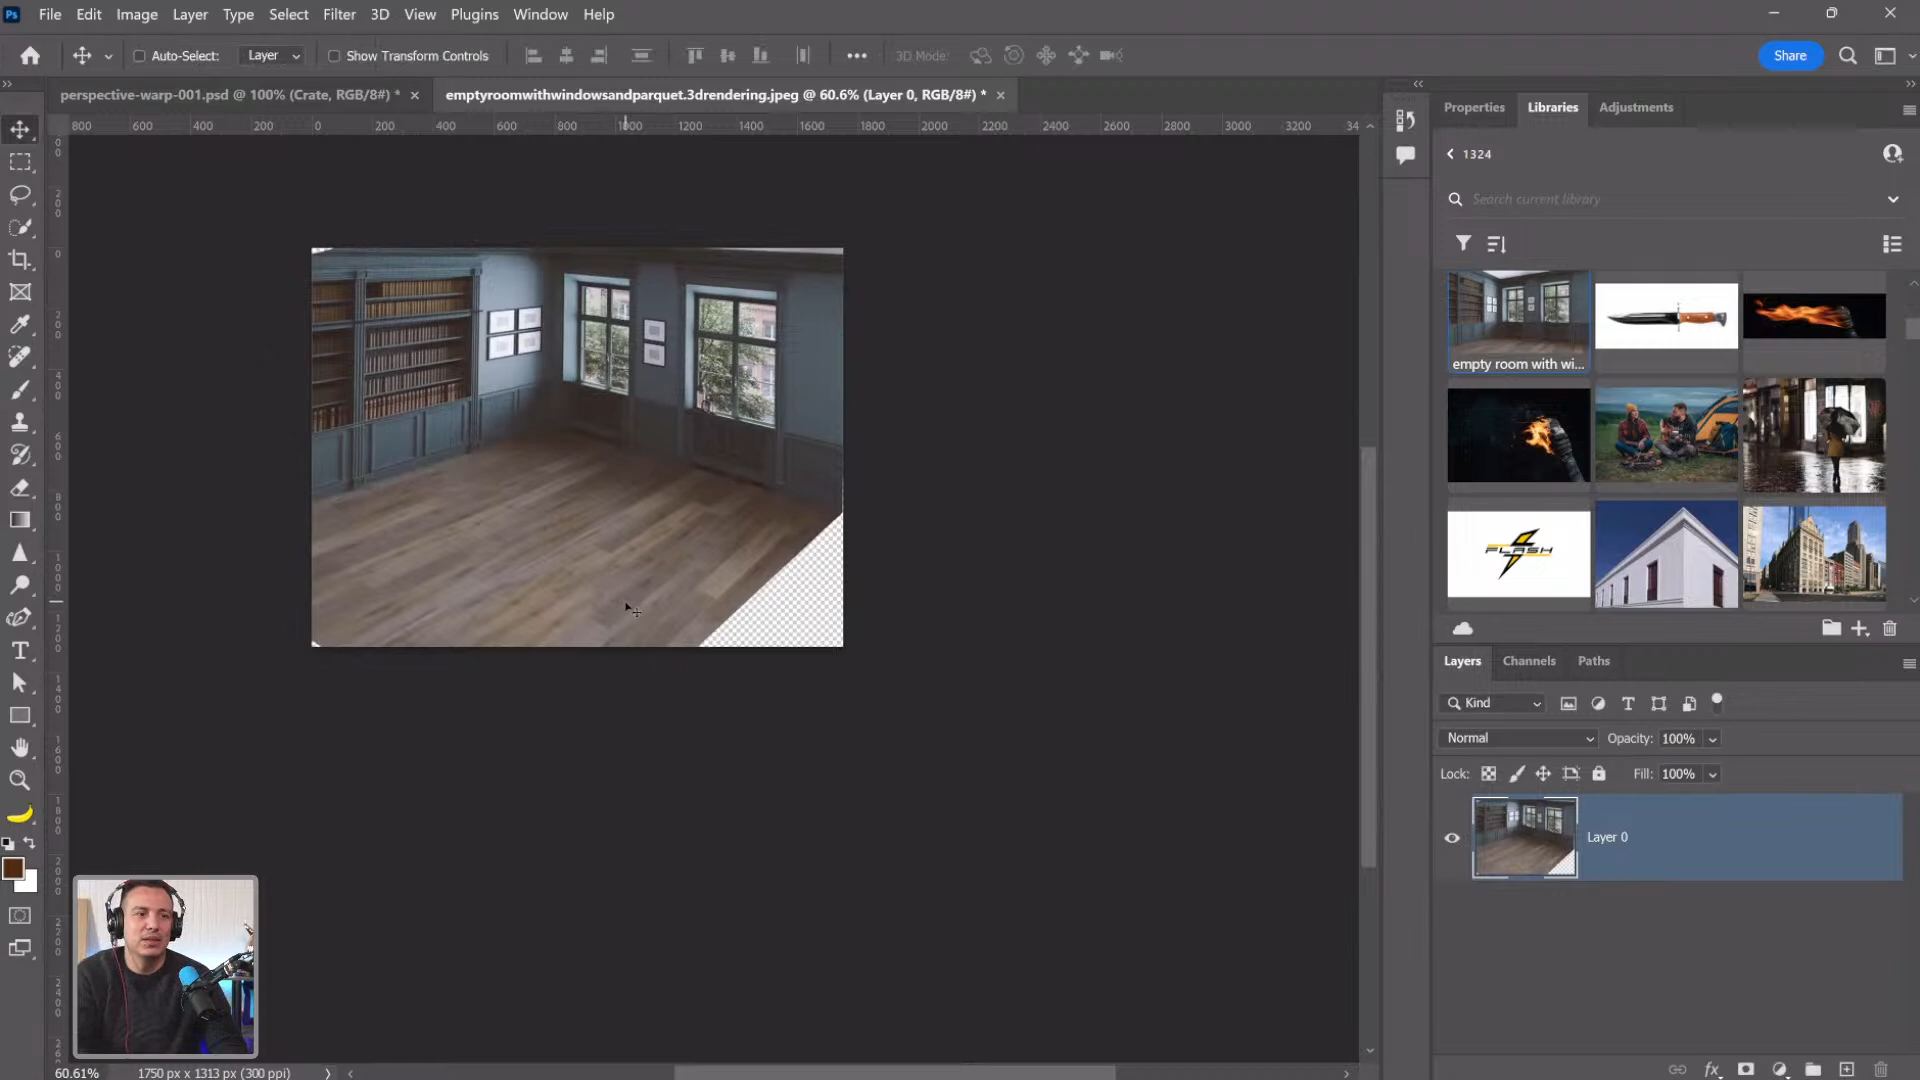 Ps File Edit Image Layer Type Select Filter 3D View Plugins Window Help
Auto-Select: Layer Show Transform Controls 3D Mode: Share
perspective-warp-001.psd @ 100% (Crate, RGB/8#) * × emptyroomwithwindowsandparquet.3drendering.jpeg @ 60.6% (Layer 0, RGB/8#) * ×
800 600 400 200 0 200 400 600 800 1000 1200 1400 1600 1800 2000 2200 2400 2600 2800 3000 3200 34
Properties Libraries Adjustments
1324
Search current library
empty room with wi...
FLASH
Layers Channels Paths
Kind
Normal Opacity: 100%
Lock: Fill: 100%
Layer 0
60.61% 1750 px x 1313 px (300 ppi)
fx